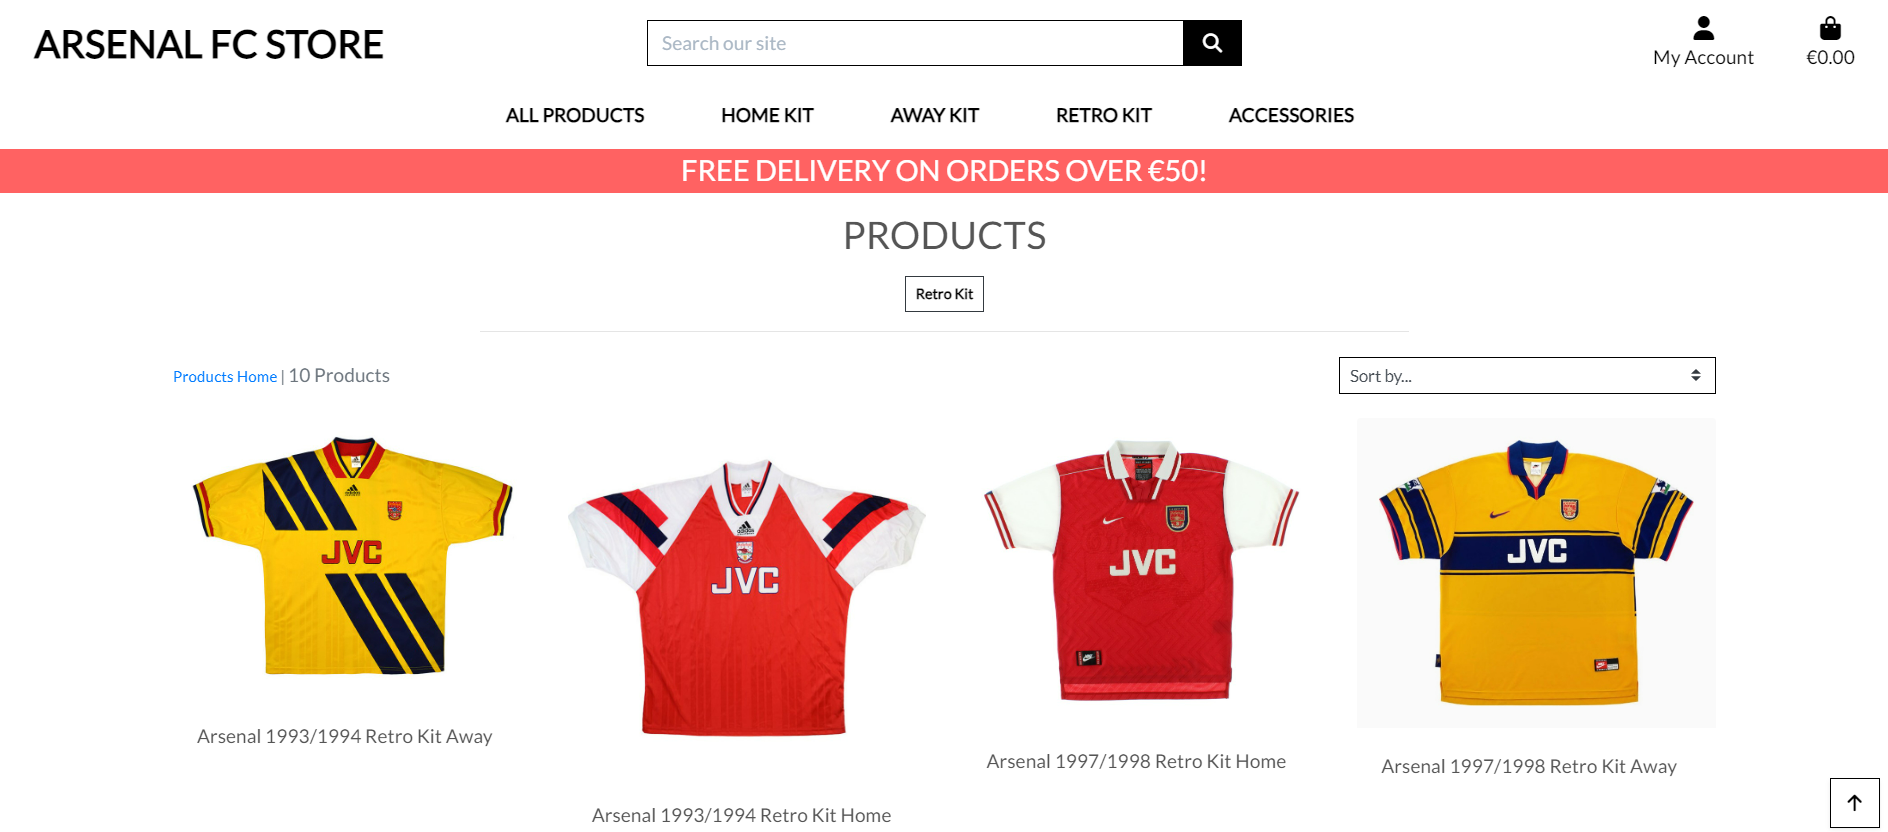 ARSENAL FC STORE
Search our site
My Account
€0.00
ALL PRODUCTS
HOME KIT
AWAY KIT
RETRO KIT
ACCESSORIES
FREE DELIVERY ON ORDERS OVER €50!
PRODUCTS
Retro Kit
Products Home | 10 Products
Sort by...
adidas
JVC
adidas
JVC
JVC
JVC
Arsenal 1993/1994 Retro Kit Away
Arsenal 1993/1994 Retro Kit Home
Arsenal 1997/1998 Retro Kit Home
Arsenal 1997/1998 Retro Kit Away